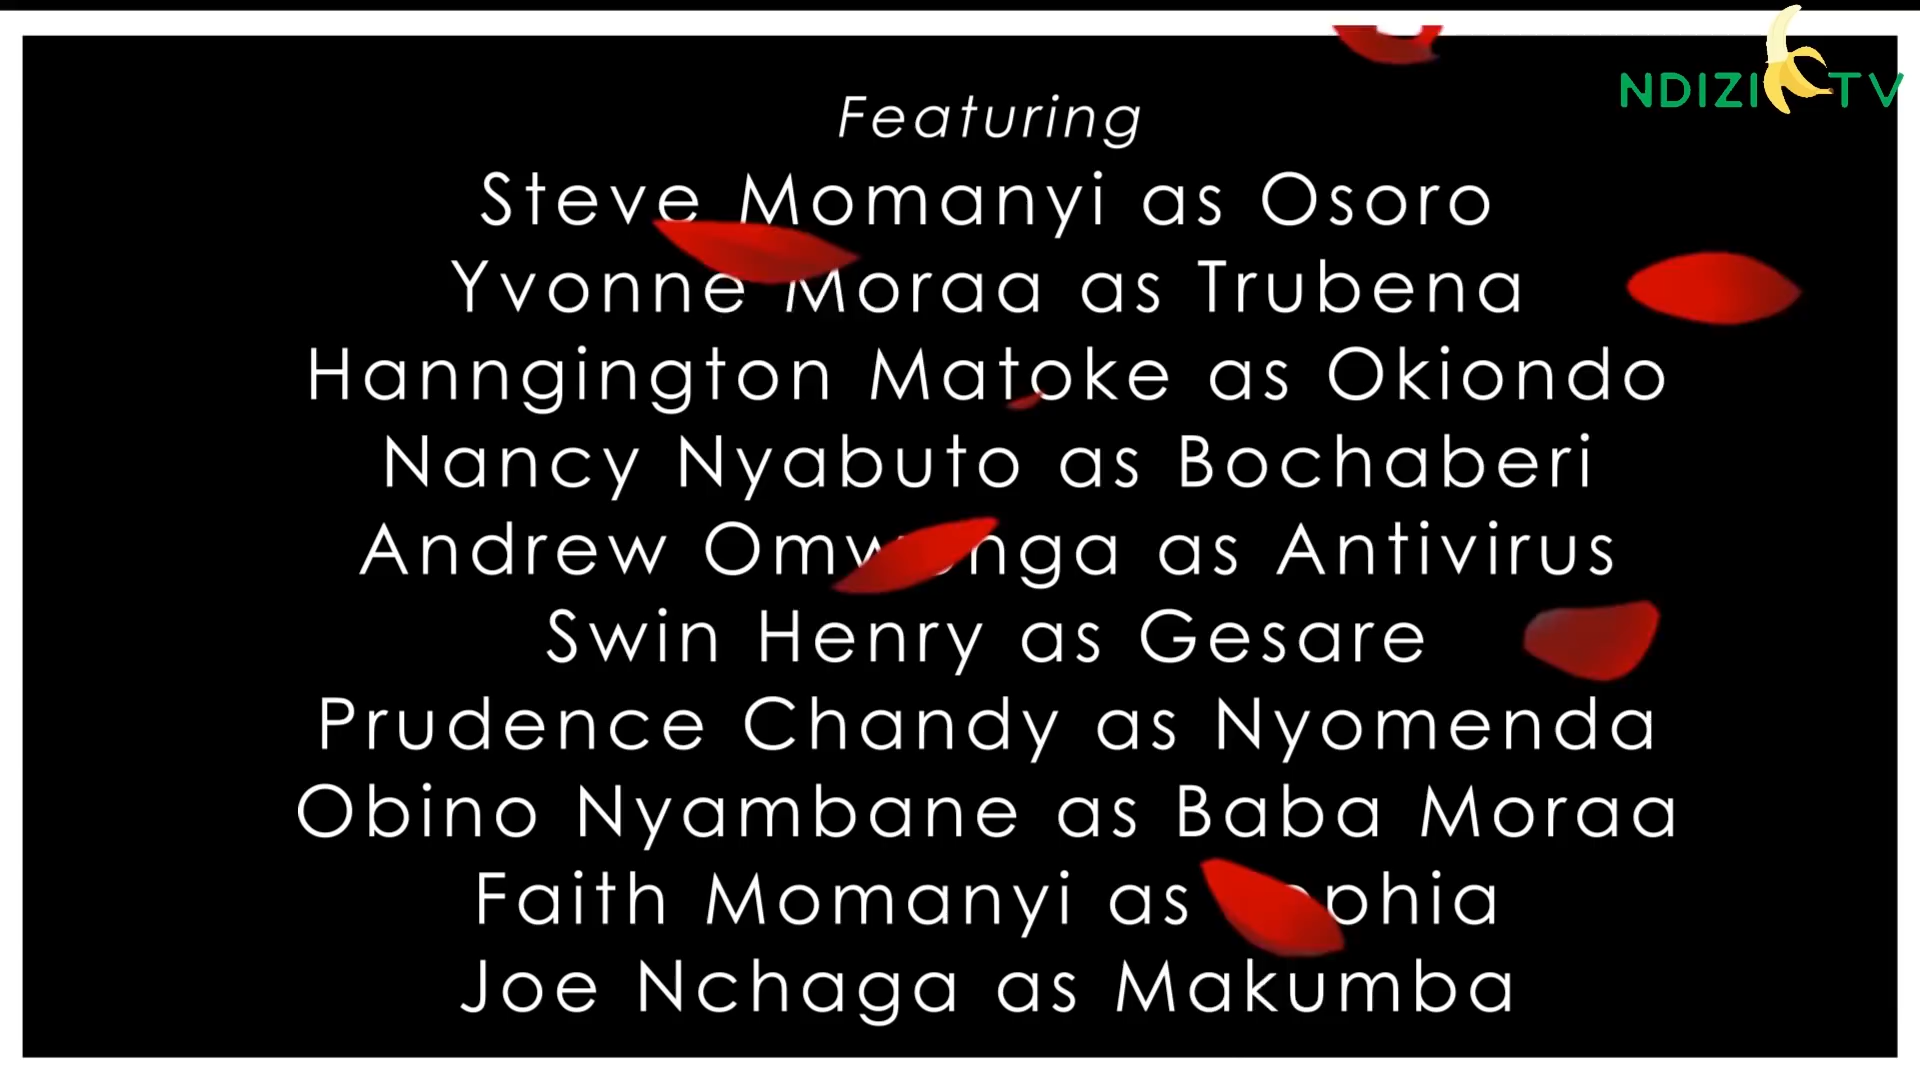 NDIZI TV
Featuring
Steve Momanyi as Osoro
Yvonne Moraa as Trubena
Hanngington Matoke as Okiondo
Nancy Nyabuto as Bochaberi
Andrew as Antivirus
Swin Henry as Gesare
Prudence Chandy as Nyomenda
Obino Nyambane as Baba Moraa
Faith Momanyi as
Joe Nchaga as Makumba